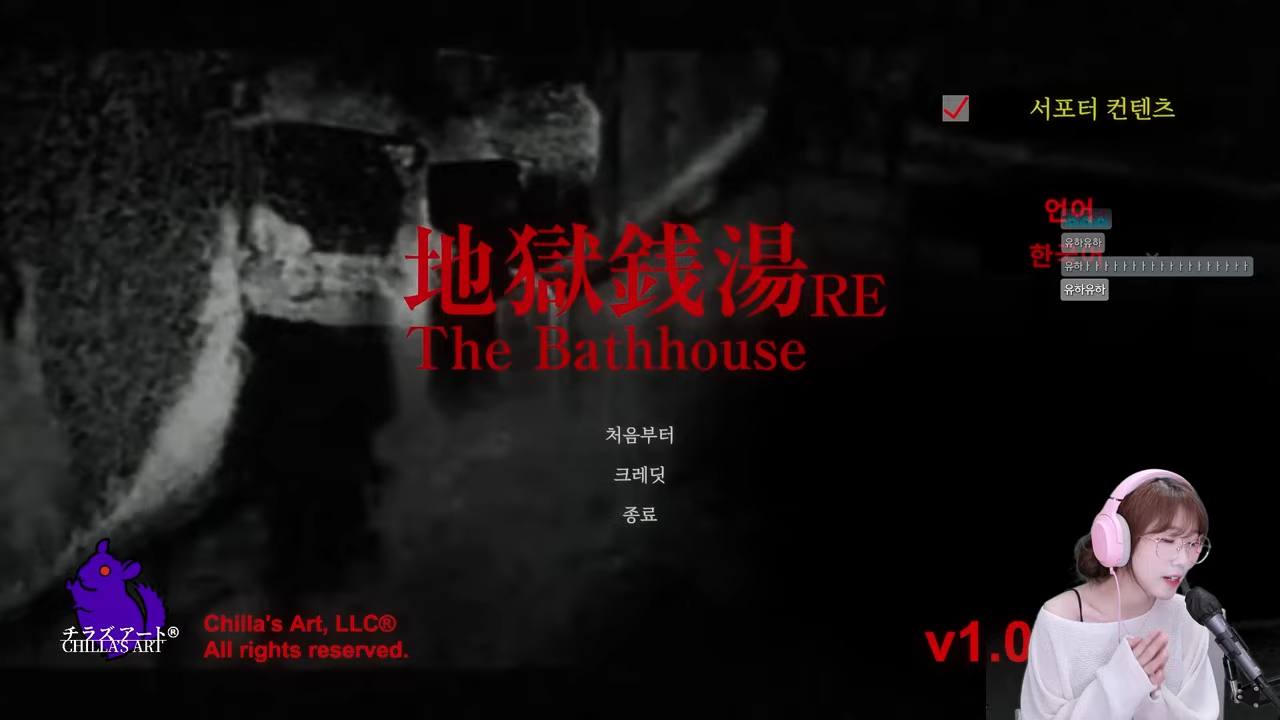 서포터 컨텐츠
언어
유하유하
유하ㅏㅏㅏㅏㅏㅏㅏㅏㅏㅏㅏㅏㅏㅏㅏㅏㅏㅏ
유하유하
地獄銭湯RE
The Bathhouse
처음부터
크레딧
종료
チラズアート®
CHILLA'S ART
Chilla's Art, LLC®
All rights reserved.
v1.0